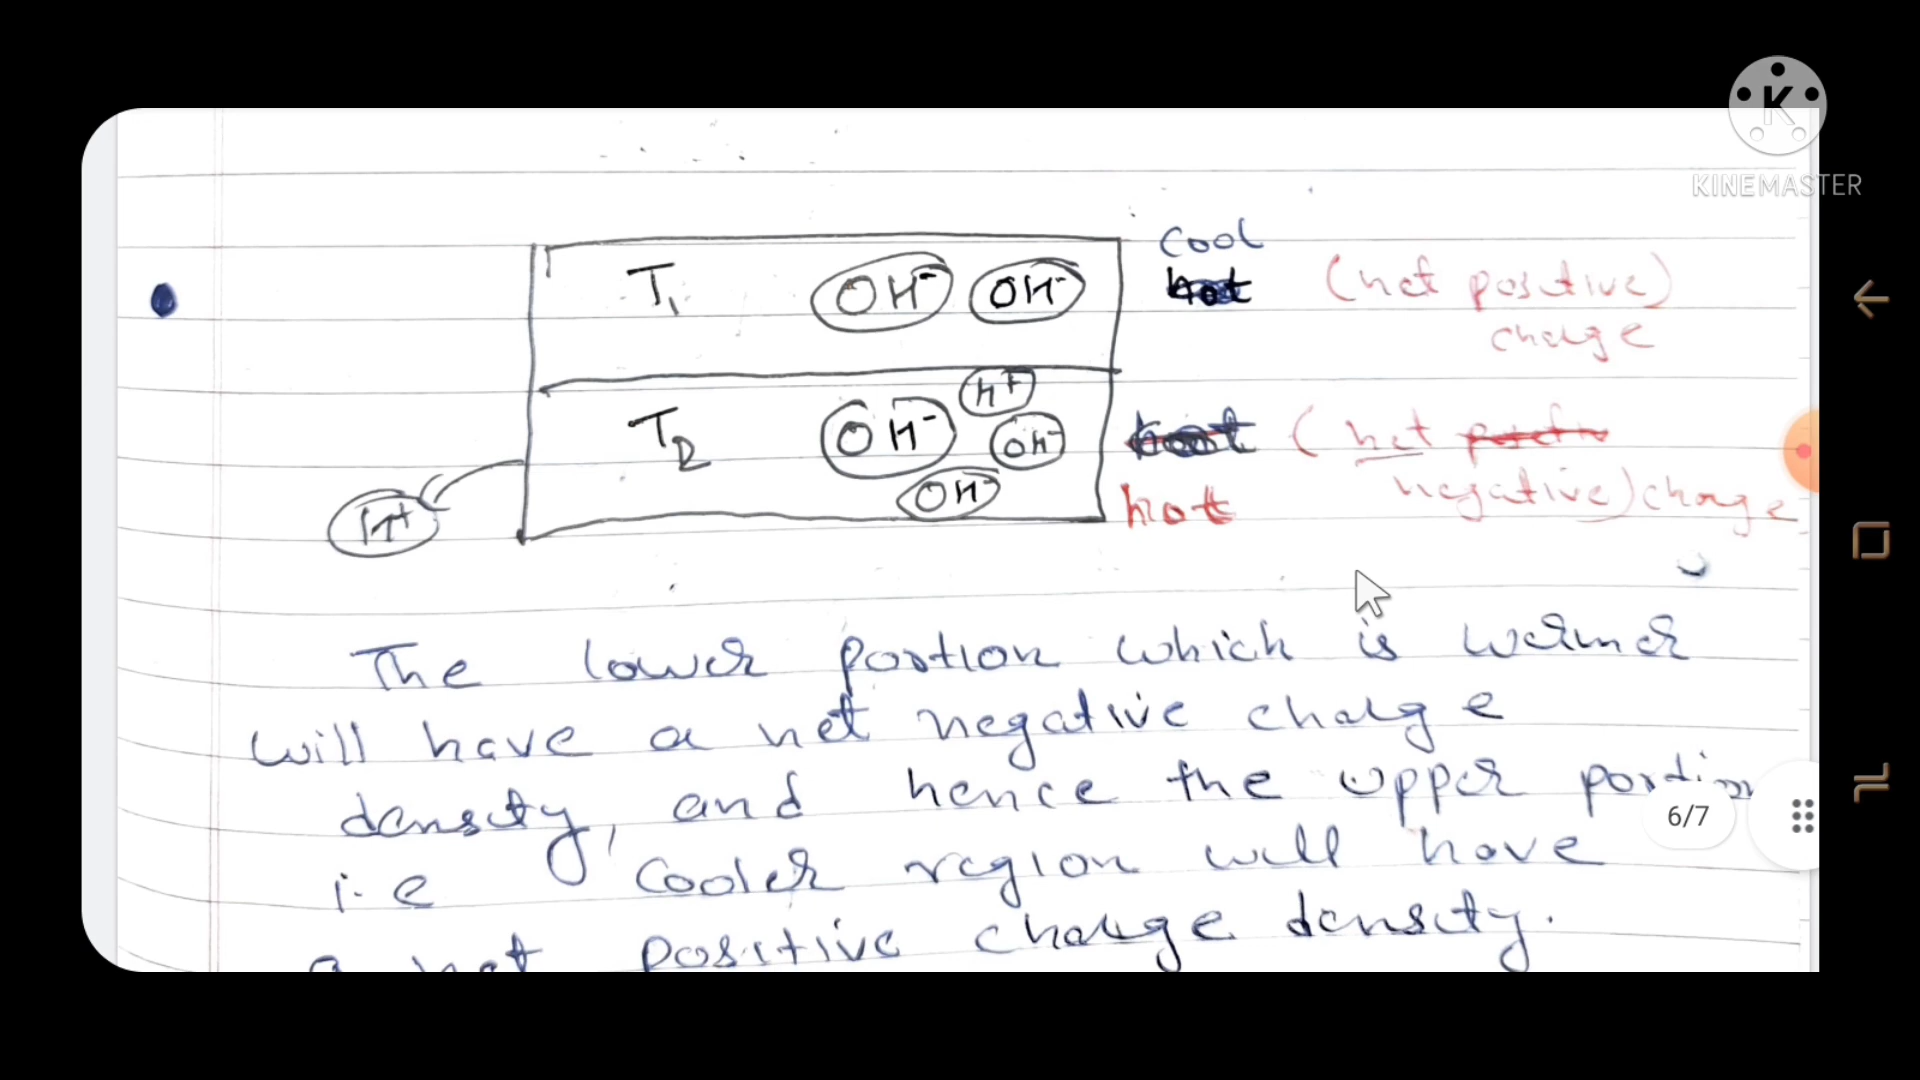 KINEMASTER
cool
T1 OH- OH- hot (net positive)
charge
H+
T2 OH- OH- (net
negative) charge
H+ OH- hot
The lower portion which is warmer
will have a net negative charge
density, and hence the upper portion
6/7
i.e cooler region will have
a net positive charge density.